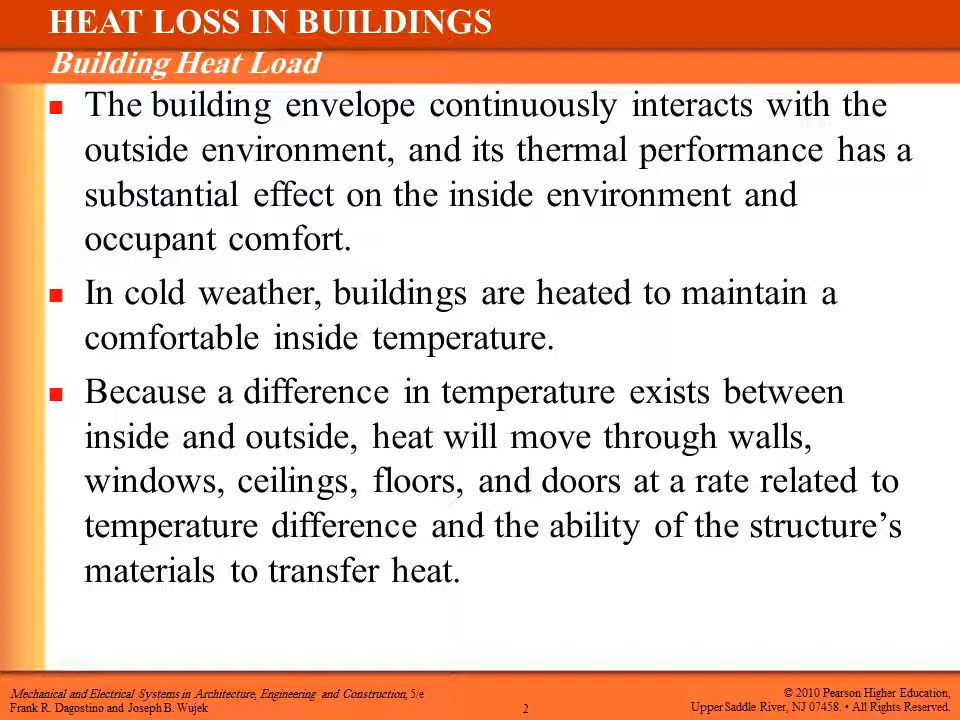 HEAT LOSS IN BUILDINGS
Building Heat Load
The building envelope continuously interacts with the
outside environment, and its thermal performance has a
substantial effect on the inside environment and
occupant comfort.
In cold weather, buildings are heated to maintain a
comfortable inside temperature.
Because a difference in temperature exists between
inside and outside, heat will move through walls,
windows, ceilings, floors, and doors at a rate related to
temperature difference and the ability of the structure’s
materials to transfer heat.
Mechanical and Electrical Systems in Architecture, Engineering and Construction, 5/e
Frank R. Dagostino and Joseph B. Wujek
2
© 2010 Pearson Higher Education,
Upper Saddle River, NJ 07458. • All Rights Reserved.